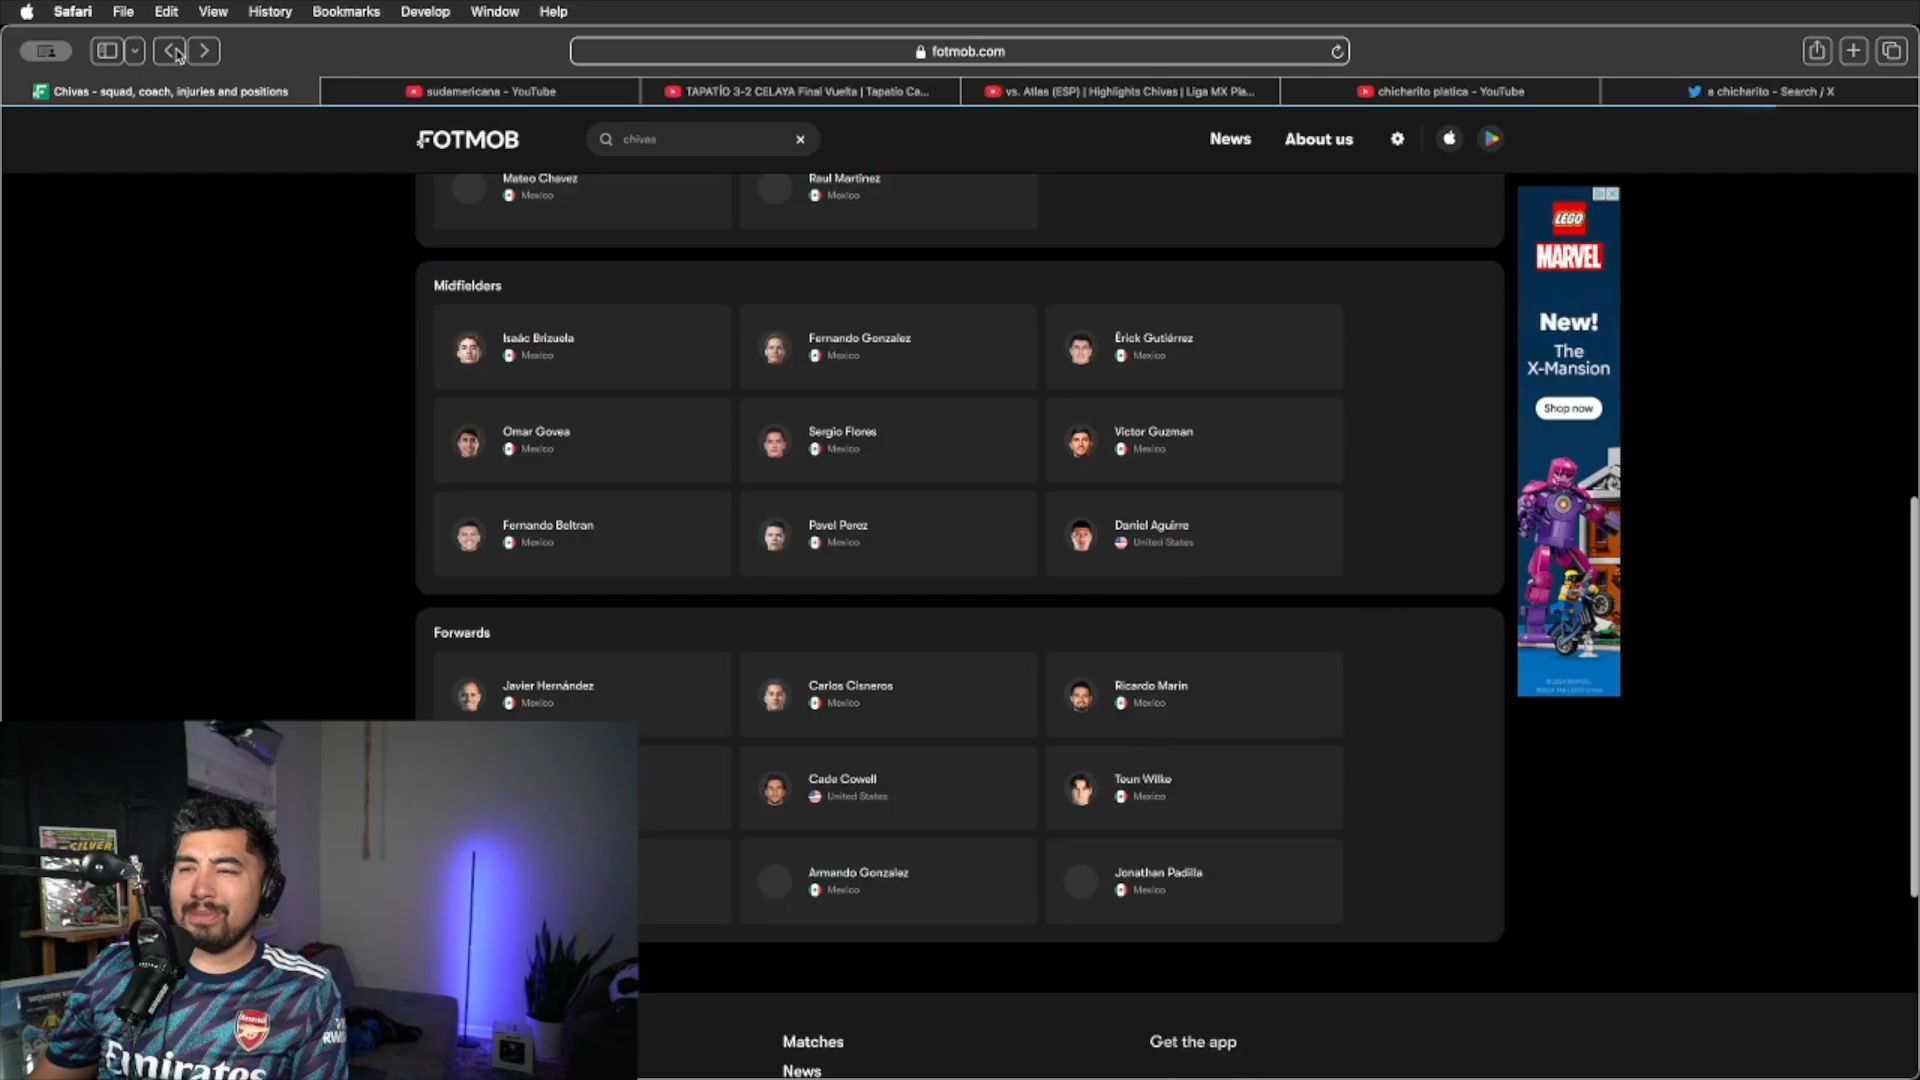 Safari File Edit View History Bookmarks Develop Window Help
fotmob.com
Chivas - squad, coach, injuries and positions
sudamericana - YouTube
TAPATÍO 3-2 CELAYA Final Vuelta | Tapatío Ca...
vs. Atlas (ESP) | Highlights Chivas | Liga MX Pla...
chicharito platica - YouTube
a chicharito - Search / X
FOTMOB
chivas
News
About us
Mateo Chavez
Mexico
Raul Martinez
Mexico
Midfielders
Isaác Brizuela
Mexico
Fernando Gonzalez
Mexico
Érick Gutiérrez
Mexico
Omar Govea
Mexico
Sergio Flores
Mexico
Victor Guzman
Mexico
Fernando Beltran
Mexico
Pavel Perez
Mexico
Daniel Aguirre
United States
Forwards
Javier Hernández
Mexico
Carlos Cisneros
Mexico
Ricardo Marin
Mexico
Cade Cowell
United States
Teun Wilke
Mexico
Armando Gonzalez
Mexico
Jonathan Padilla
Mexico
Matches
News
Get the app
LEGO
MARVEL
New!
The
X-Mansion
Shop now
SILVER
Arsenal
Emirates